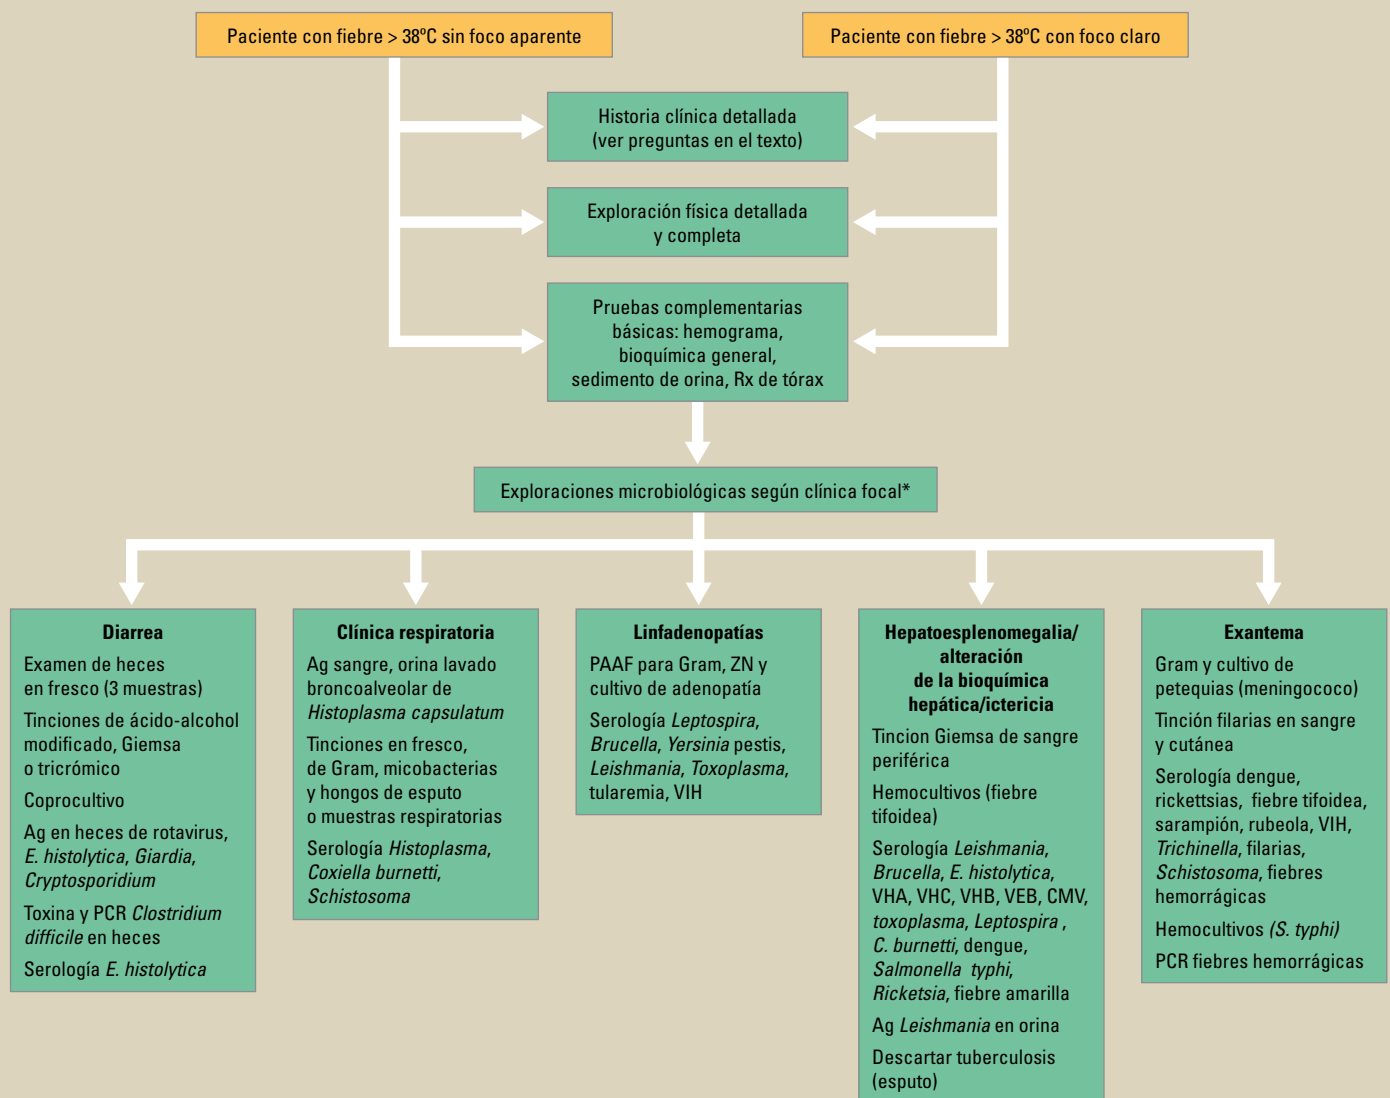 Paciente con fiebre > 38ºC sin foco aparente
Paciente con fiebre > 38ºC con foco claro
Historia clínica detallada
(ver preguntas en el texto)
Exploración física detallada
y completa
Pruebas complementarias
básicas: hemograma,
bioquímica general,
sedimento de orina, Rx de tórax
Exploraciones microbiológicas según clínica focal*
Diarrea
Examen de heces
en fresco (3 muestras)
Tinciones de ácido-alcohol
modificado, Giemsa
o tricrómico
Coprocultivo
Ag en heces de rotavirus,
E. histolytica, Giardia,
Cryptosporidium
Toxina y PCR Clostridium
difficile en heces
Serología E. histolytica
Clínica respiratoria
Ag sangre, orina lavado
broncoalveolar de
Histoplasma capsulatum
Tinciones en fresco,
de Gram, micobacterias
y hongos de esputo
o muestras respiratorias
Serología Histoplasma,
Coxiella burnetti,
Schistosoma
Linfadenopatías
PAAF para Gram, ZN y
cultivo de adenopatía
Serología Leptospira,
Brucella, Yersinia pestis,
Leishmania, Toxoplasma,
tularemia, VIH
Hepatoesplenomegalia/
alteración
de la bioquímica
hepática/ictericia
Tincion Giemsa de sangre
periférica
Hemocultivos (fiebre
tifoidea)
Serología Leishmania,
Brucella, E. histolytica,
VHA, VHC, VHB, VEB, CMV,
toxoplasma, Leptospira ,
C. burnetti, dengue,
Salmonella typhi,
Ricketsia, fiebre amarilla
Ag Leishmania en orina
Descartar tuberculosis
(esputo)
Exantema
Gram y cultivo de
petequias (meningococo)
Tinción filarias en sangre
y cutánea
Serología dengue,
rickettsias, fiebre tifoidea,
sarampión, rubeola, VIH,
Trichinella, filarias,
Schistosoma, fiebres
hemorrágicas
Hemocultivos (S. typhi)
PCR fiebres hemorrágicas